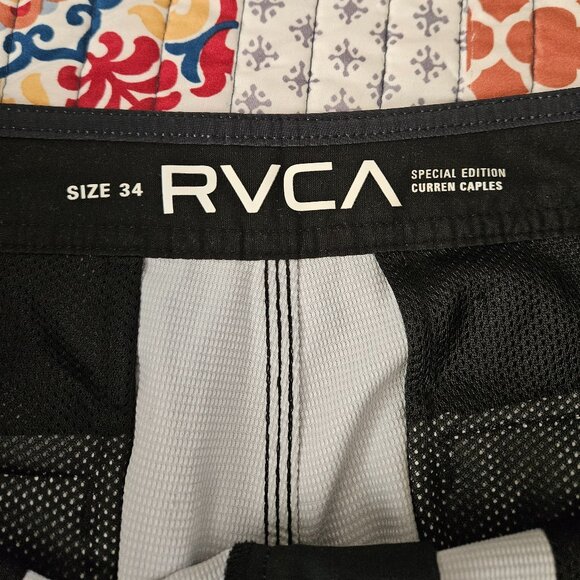 SIZE 34
RVCA
SPECIAL EDITION
CURREN CAPLES